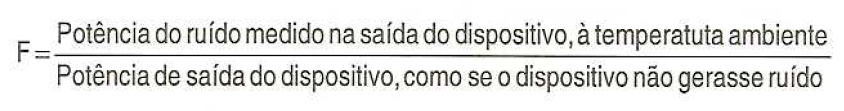 F= Potência do ruído medido na saída do dispositivo, à temperatuta ambiente
Potência de saída do dispositivo, como se o dispositivo não gerasse ruído